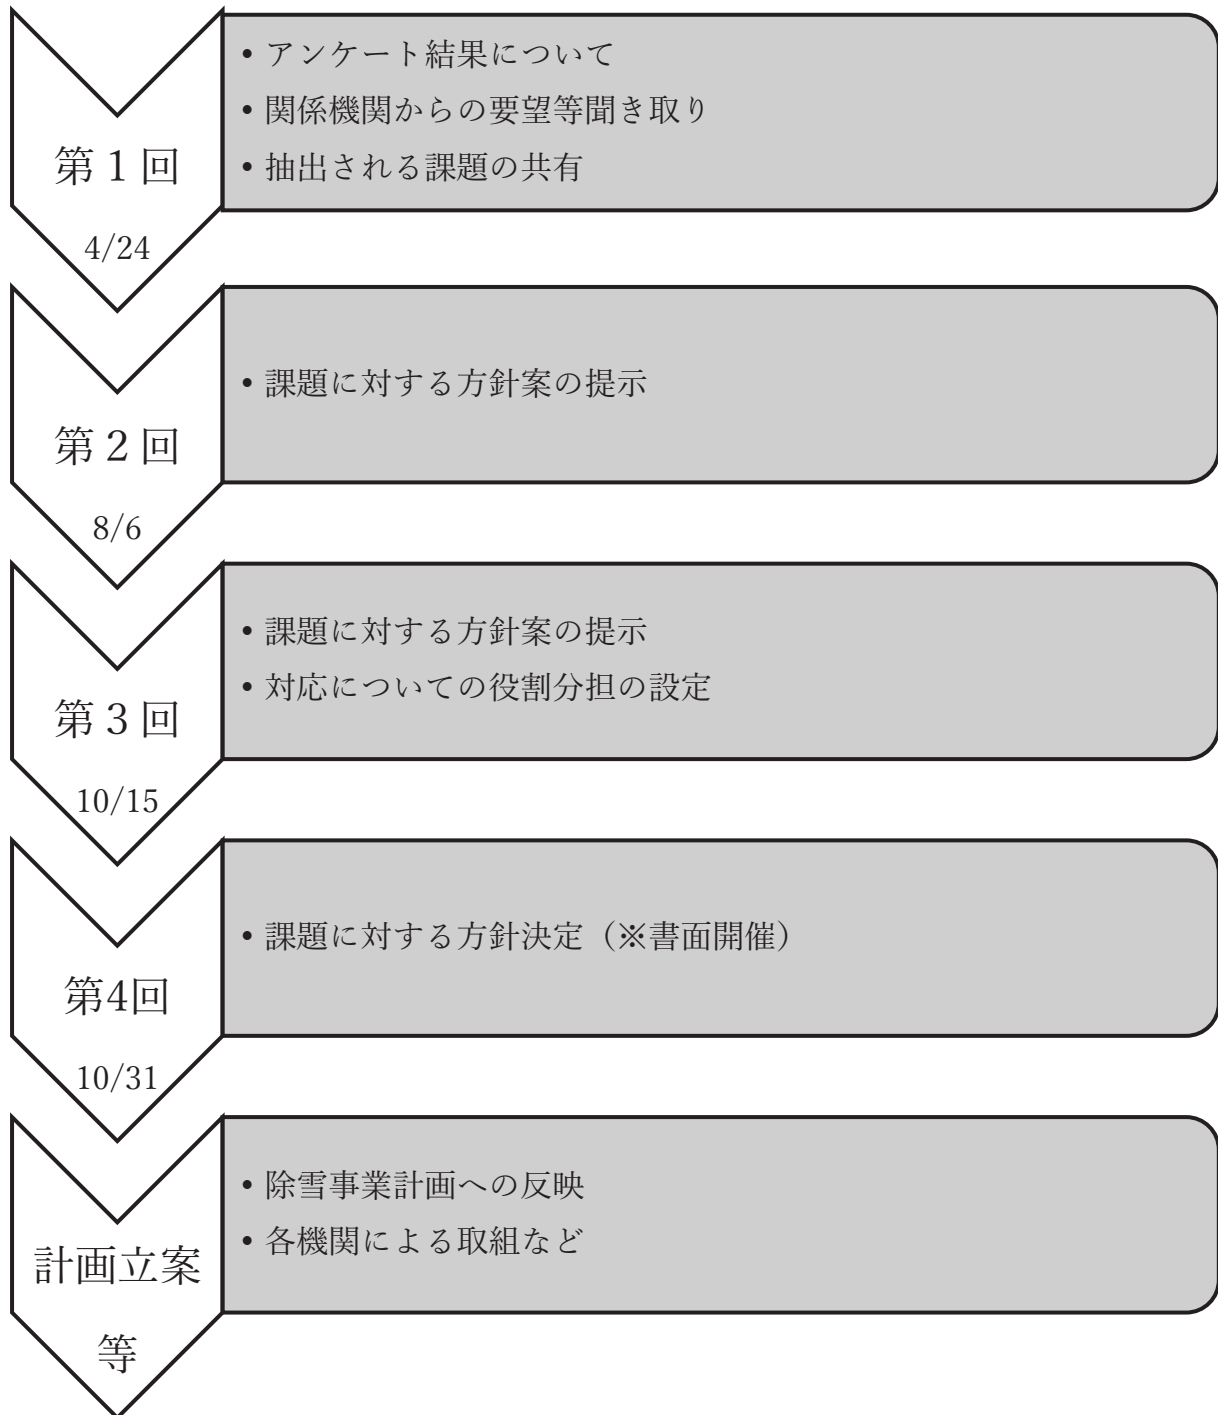 第１回
4/24
• アンケート結果について
• 関係機関からの要望等聞き取り
• 抽出される課題の共有
第２回
8/6
• 課題に対する方針案の提示
第３回
10/15
• 課題に対する方針案の提示
• 対応についての役割分担の設定
第4回
10/31
• 課題に対する方針決定（※書面開催）
計画立案
等
• 除雪事業計画への反映
• 各機関による取組など